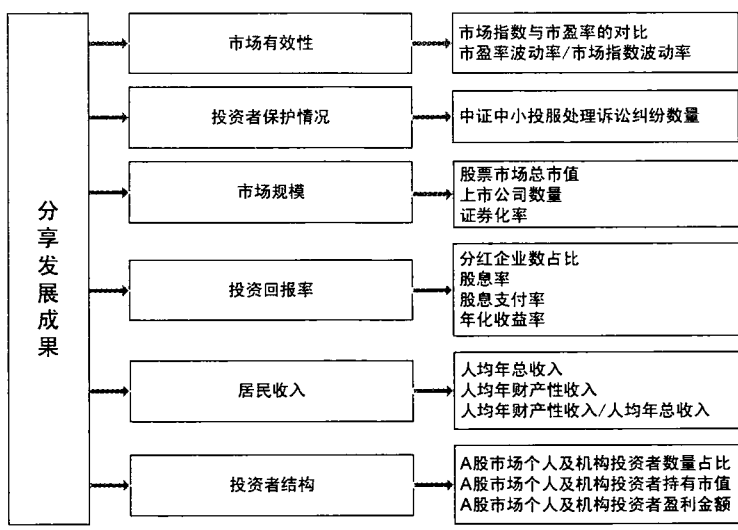 分享发展成果
市场有效性
市场指数与市盈率的对比
市盈率波动率/市场指数波动率
投资者保护情况
中证中小投服处理诉讼纠纷数量
市场规模
股票市场总市值
上市公司数量
证券化率
投资回报率
分红企业数占比
股息率
股息支付率
年化收益率
居民收入
人均年总收入
人均年财产性收入
人均年财产性收入/人均年总收入
投资者结构
A股市场个人及机构投资者数量占比
A股市场个人及机构投资者持有市值
A股市场个人及机构投资者盈利金额